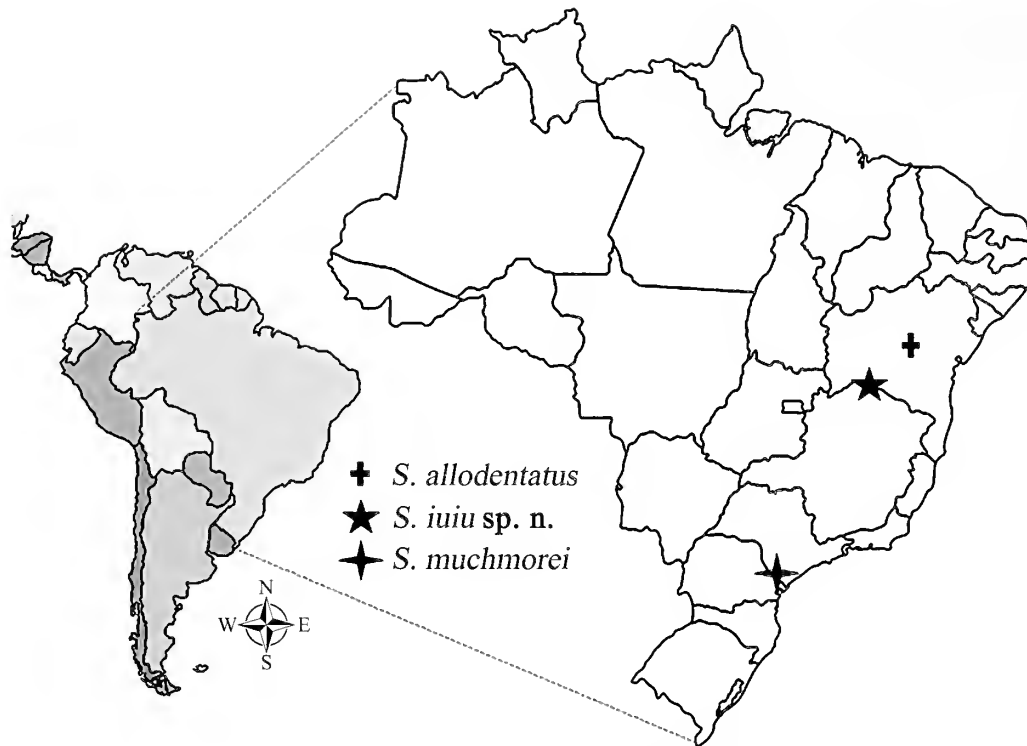 S. allodentatus
S. iuiu sp. n.
S. muchmorei
N
W E
S